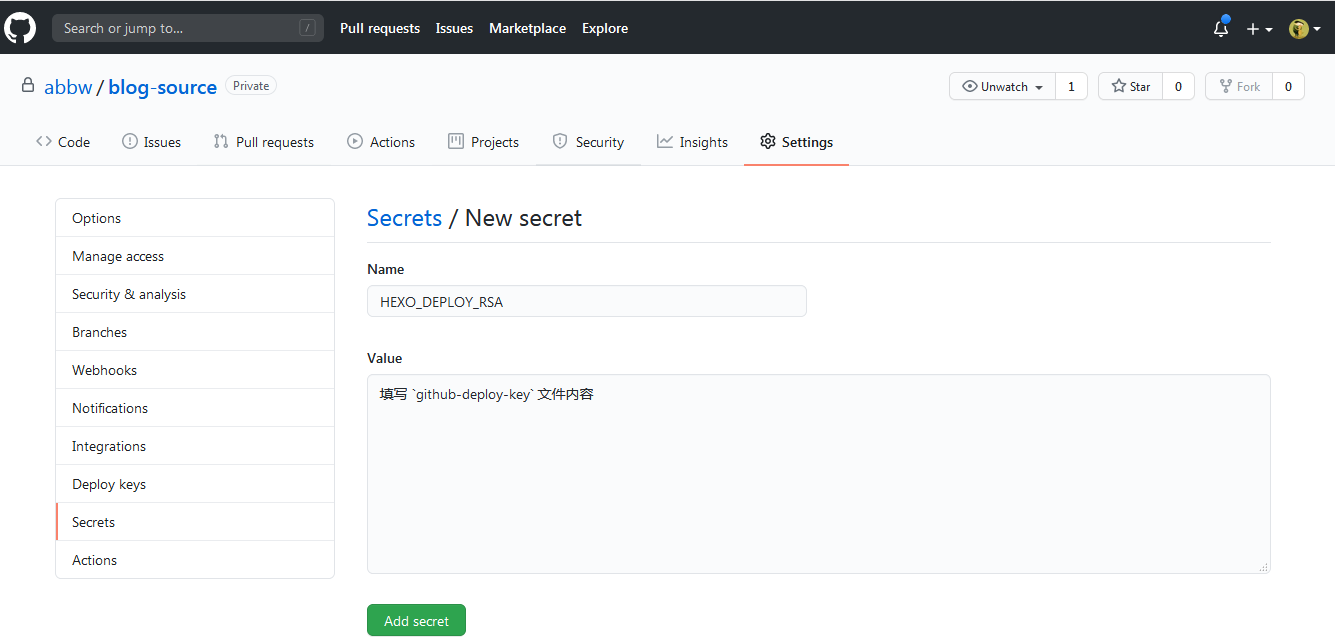 Search or jump to... /
Pull requests Issues Marketplace Explore
abbw / blog-source Private
Unwatch 1 Star 0 Fork 0
Code Issues Pull requests Actions Projects Security Insights Settings
Options
Manage access
Security & analysis
Branches
Webhooks
Notifications
Integrations
Deploy keys
Secrets
Actions
Secrets / New secret
Name
HEXO_DEPLOY_RSA
Value
填写 `github-deploy-key` 文件内容
Add secret